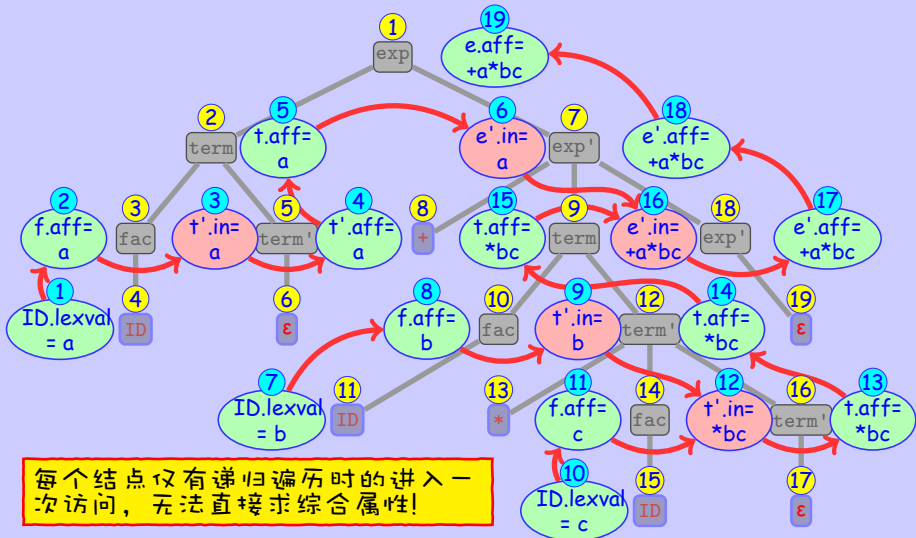 1
exp
19
e.aff=
+a*bc
2
term
5
t.aff=
a
6
e'.in=
a
7
exp'
18
e'.aff=
+a*bc
2
f.aff=
a
3
fac
3
t'.in=
a
5
term'
4
t'.aff=
a
8
+
15
t.aff=
*bc
9
term
16
e'.in=
+a*bc
18
exp'
17
e'.aff=
+a*bc
1
ID.lexval
= a
4
ID
6
ε
8
f.aff=
b
10
fac
9
t'.in=
b
12
term'
14
t.aff=
*bc
19
ε
7
ID.lexval
= b
11
ID
13
*
11
f.aff=
c
14
fac
12
t'.in=
*bc
16
term'
13
t.aff=
*bc
10
ID.lexval
= c
15
ID
17
ε
每个结点仅有递归遍历时的进入一
次访问，无法直接求综合属性!